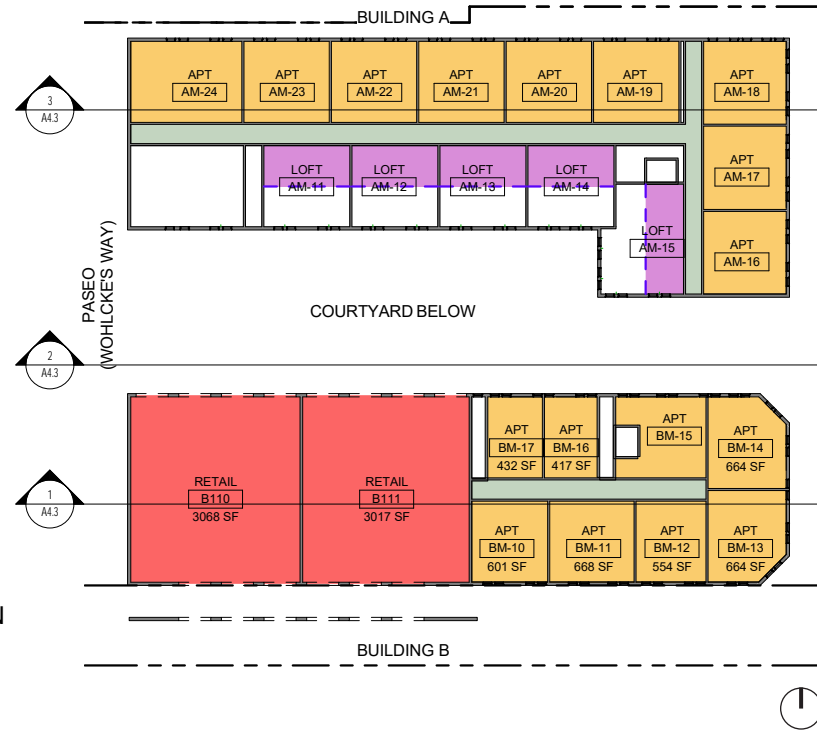 BUILDING A
APT
AM-24
APT
AM-23
APT
AM-22
APT
AM-21
APT
AM-20
APT
AM-19
APT
AM-18
3
A4.3
LOFT
AM-11
LOFT
AM-12
LOFT
AM-13
LOFT
AM-14
APT
AM-17
LOFT
AM-15
APT
AM-16
PASEO
(WOHLCKE'S WAY)
COURTYARD BELOW
2
A4.3
APT
BM-17
432 SF
APT
BM-16
417 SF
APT
BM-15
APT
BM-14
664 SF
RETAIL
B110
3068 SF
RETAIL
B111
3017 SF
1
A4.3
APT
BM-10
601 SF
APT
BM-11
668 SF
APT
BM-12
554 SF
APT
BM-13
664 SF
N
BUILDING B